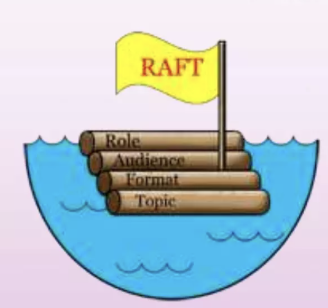 RAFT
Role
Audience
Format
Topic